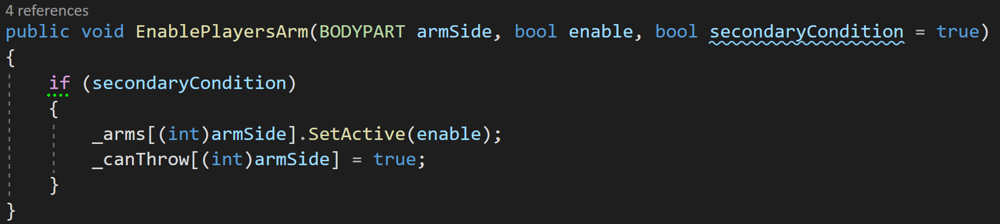 4 references
public void EnablePlayersArm(BODYPART armSide, bool enable, bool secondaryCondition = true)
{
    if (secondaryCondition)
    {
        _arms[(int)armSide].SetActive(enable);
        _canThrow[(int)armSide] = true;
    }
}